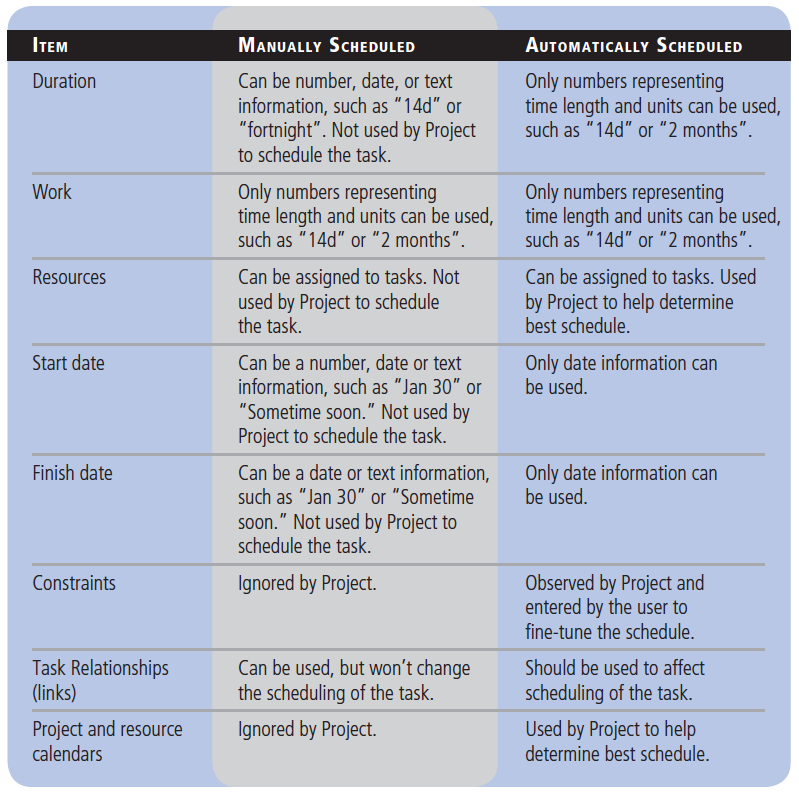 Item Manually Scheduled Automatically Scheduled
Duration
Can be number, date, or text
information, such as “14d” or
“fortnight”. Not used by Project
to schedule the task.
Only numbers representing
time length and units can be used,
such as “14d” or “2 months”.
Work
Only numbers representing
time length and units can be used,
such as “14d” or “2 months”.
Only numbers representing
time length and units can be used,
such as “14d” or “2 months”.
Resources
Can be assigned to tasks. Not
used by Project to schedule
the task.
Can be assigned to tasks. Used
by Project to help determine
best schedule.
Start date
Can be a number, date or text
information, such as “Jan 30” or
“Sometime soon.” Not used by
Project to schedule the task.
Only date information can
be used.
Finish date
Can be a date or text information,
such as “Jan 30” or “Sometime
soon.” Not used by Project to
schedule the task.
Only date information can
be used.
Constraints
Ignored by Project.
Observed by Project and
entered by the user to
fine-tune the schedule.
Task Relationships
(links)
Can be used, but won’t change
the scheduling of the task.
Should be used to affect
scheduling of the task.
Project and resource
calendars
Ignored by Project.
Used by Project to help
determine best schedule.